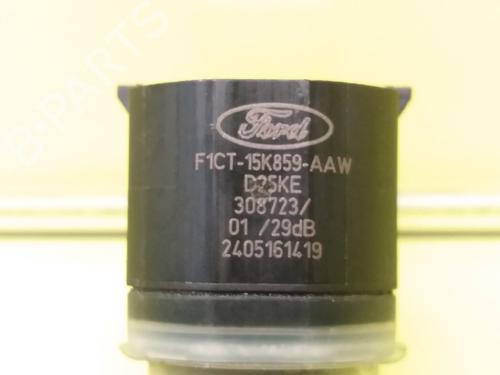 B-PARTS
Ford
F1CT-15K859-AAW
D25KE
308723/
01 /29dB
2405161419